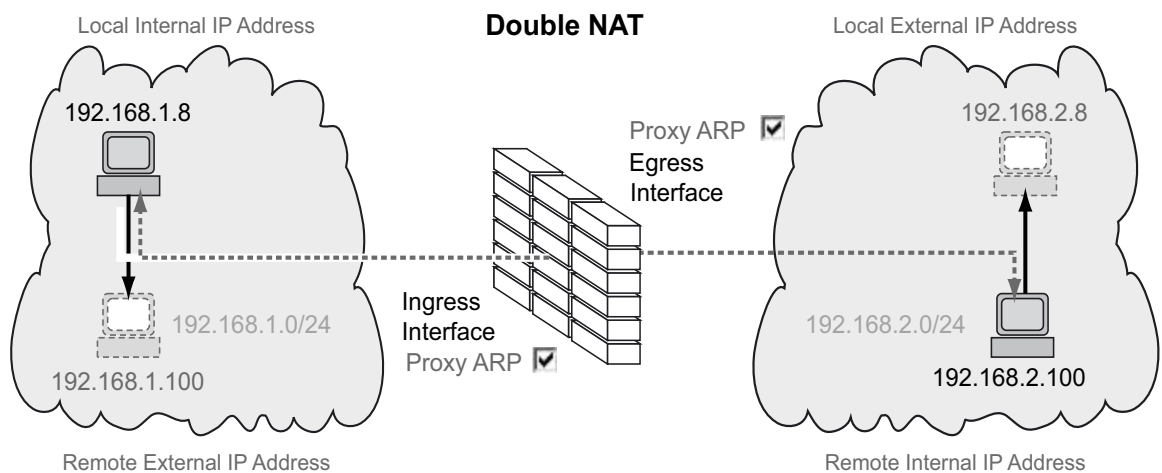 Local Internal IP Address
Double NAT
Local External IP Address
192.168.1.8
192.168.2.8
Proxy ARP
Egress
Interface
Ingress
Interface
Proxy ARP
192.168.1.0/24
192.168.2.0/24
192.168.1.100
192.168.2.100
Remote External IP Address
Remote Internal IP Address